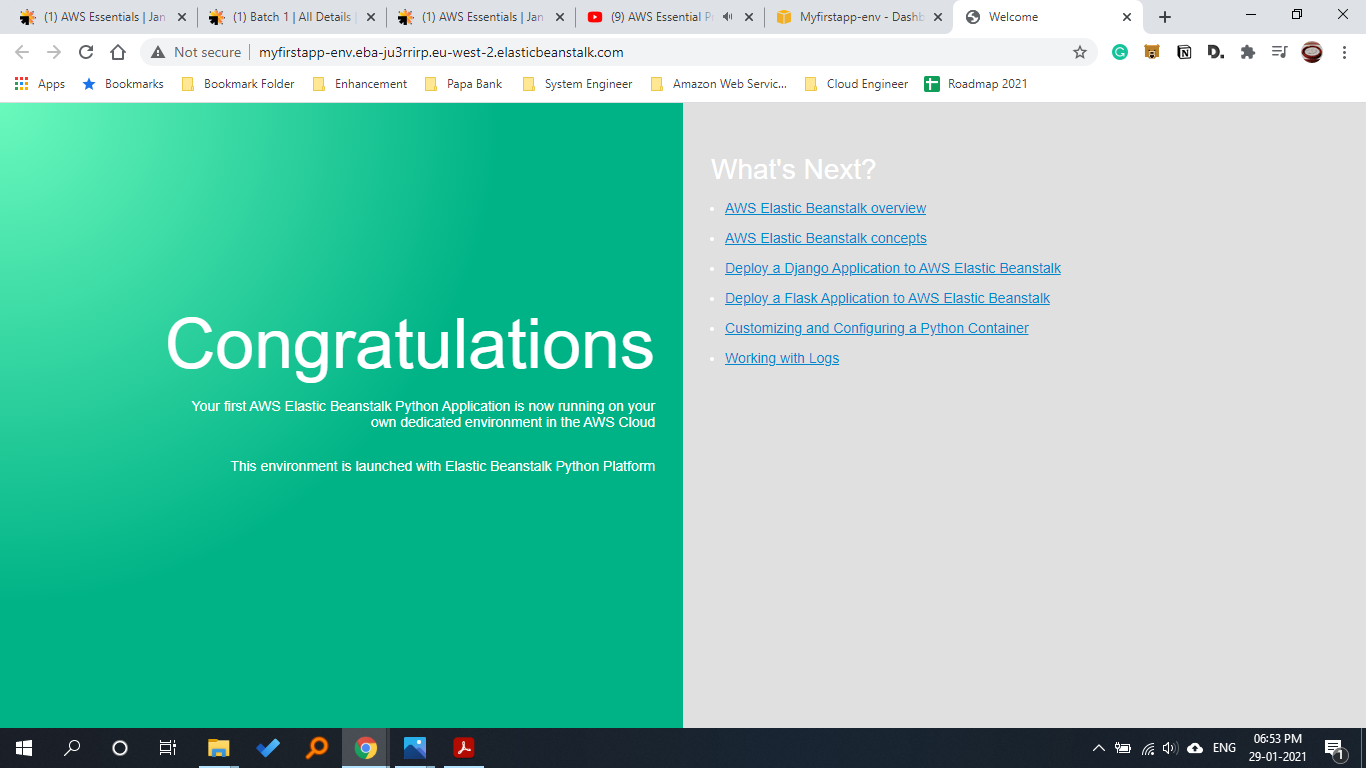 (1) AWS Essentials | Jan
(1) Batch 1 | All Details |
(1) AWS Essentials | Jan
(9) AWS Essential Pr
Myfirstapp-env - Dashb
Welcome
Not secure
myfirstapp-env.eba-ju3rrirp.eu-west-2.elasticbeanstalk.com
Apps
Bookmarks
Bookmark Folder
Enhancement
Papa Bank
System Engineer
Amazon Web Servic...
Cloud Engineer
Roadmap 2021
Congratulations
Your first AWS Elastic Beanstalk Python Application is now running on your
own dedicated environment in the AWS Cloud
This environment is launched with Elastic Beanstalk Python Platform
What's Next?
AWS Elastic Beanstalk overview
AWS Elastic Beanstalk concepts
Deploy a Django Application to AWS Elastic Beanstalk
Deploy a Flask Application to AWS Elastic Beanstalk
Customizing and Configuring a Python Container
Working with Logs
ENG
06:53 PM
29-01-2021
1